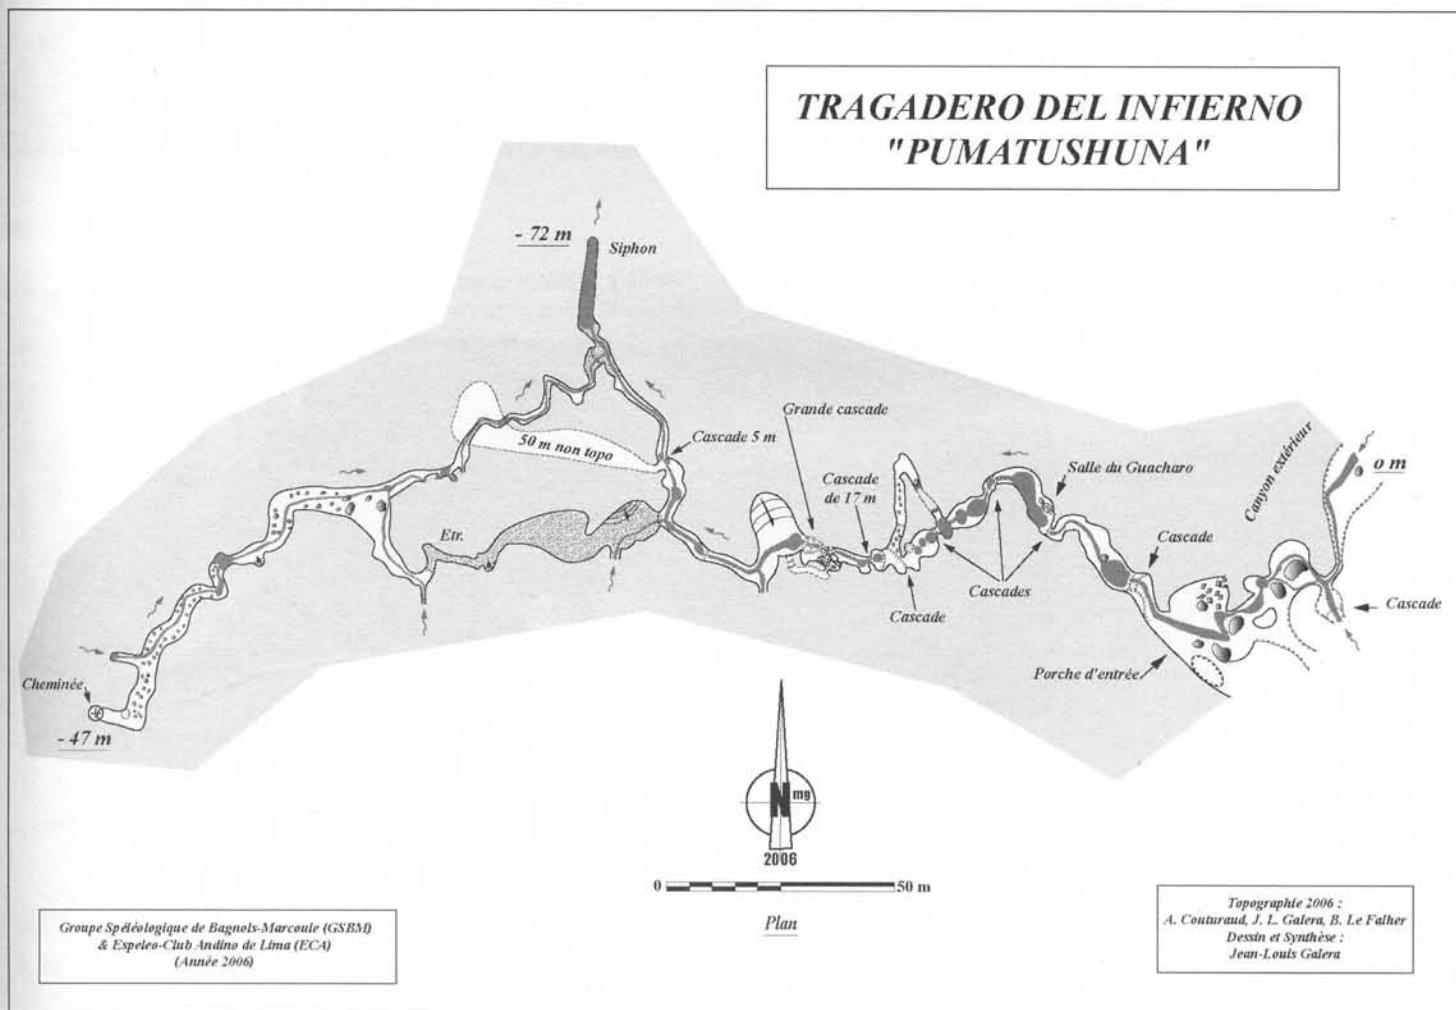 TRAGADERO DEL INFIERNO
"PUMATUSHUNA"
- 72 m
Siphon
Grande cascade
Cascade 5 m
50 m non topo
Cascade
de 17 m
Salle du Guacharo
Canyon extérieur
0 m
Etr.
Cascade
Cascades
Cascade
Cascade
Porche d'entrée
Cheminée
- 47 m
N mg
2006
0 50 m
Plan
Groupe Spéléologique de Bagnols-Marcoule (GSBM)
& Espeleo-Club Andino de Lima (ECA)
(Année 2006)
Topographie 2006 :
A. Couturaud, J. L. Galera, B. Le Falher
Dessin et Synthèse :
Jean-Louis Galera